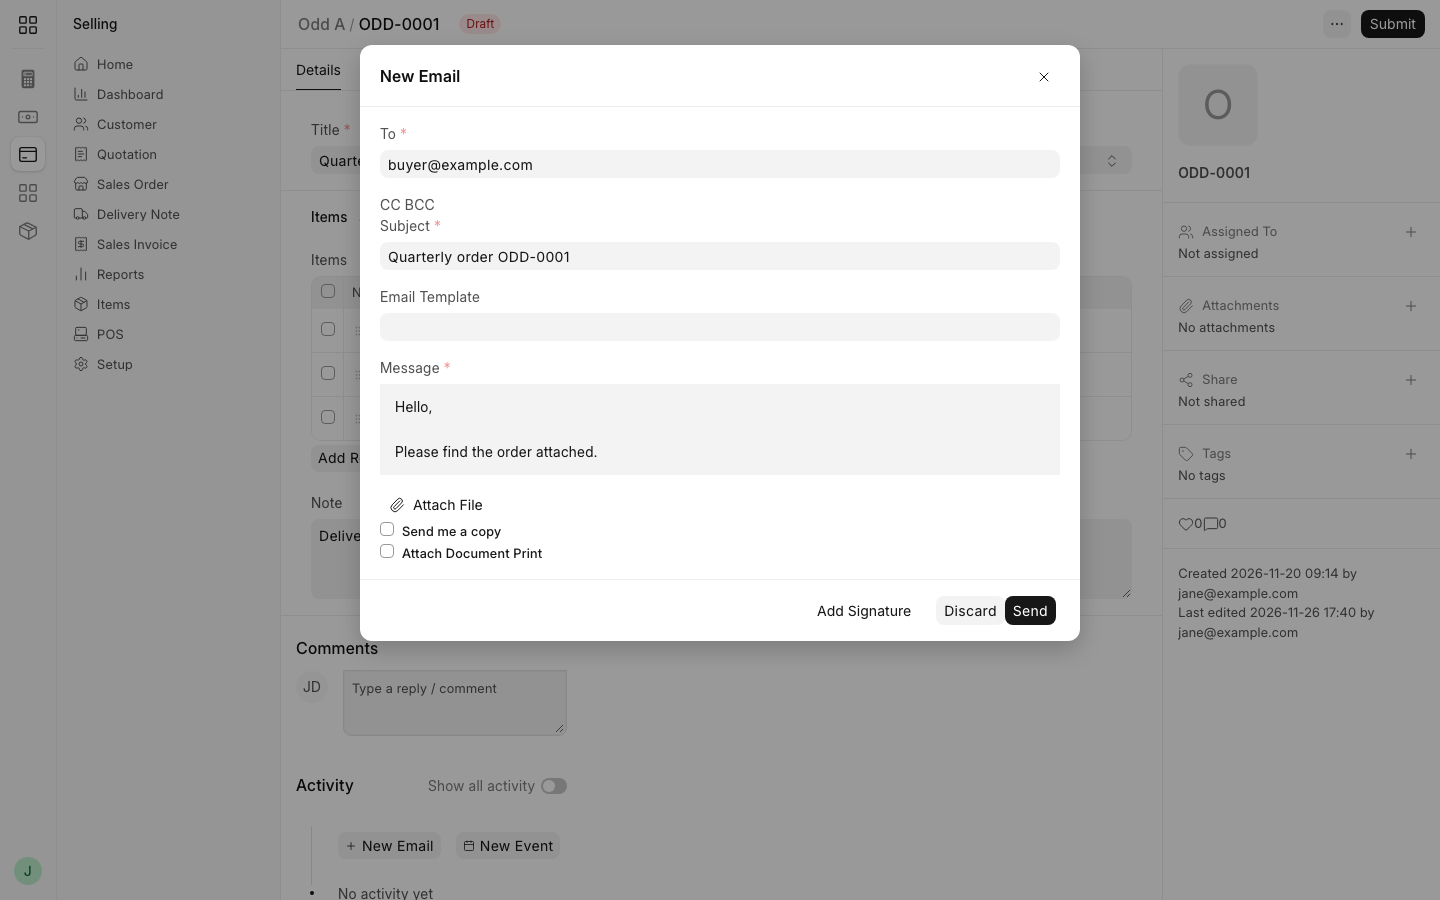 Selling
Home
Dashboard
Customer
Quotation
Sales Order
Delivery Note
Sales Invoice
Reports
Items
POS
Setup
J
Odd A / ODD-0001
Draft
Submit
Details
Title *
Items
Items
Add R
Note
New Email
To *
buyer@example.com
CC BCC
Subject *
Quarterly order ODD-0001
Email Template
Message *
Hello,
Please find the order attached.
Attach File
Send me a copy
Attach Document Print
Add Signature
Discard
Send
Comments
JD
Type a reply / comment
Activity
Show all activity
New Email
New Event
No activity yet
O
ODD-0001
Assigned To
Not assigned
Attachments
No attachments
Share
Not shared
Tags
No tags
0
0
Created 2026-11-20 09:14 by
jane@example.com
Last edited 2026-11-26 17:40 by
jane@example.com